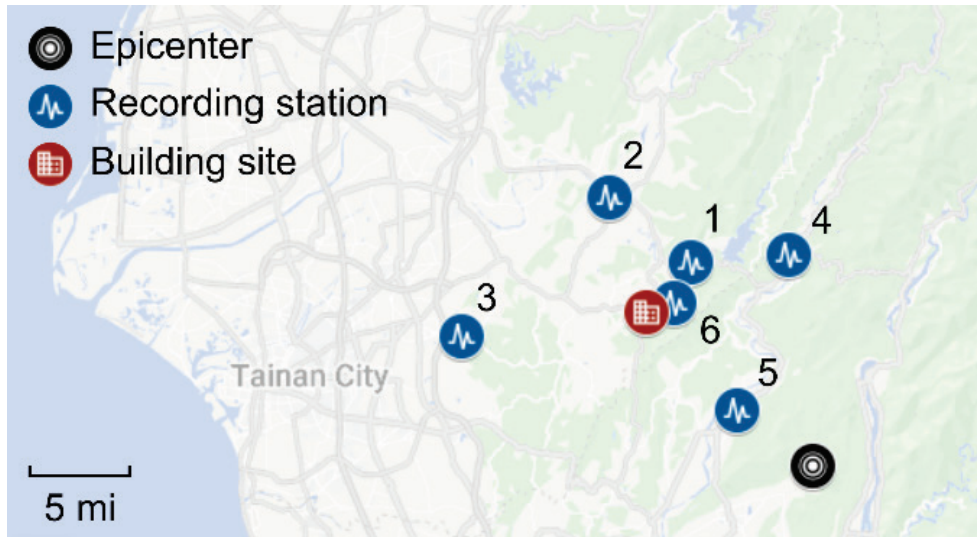 Epicenter
Recording station
Building site
2
1
4
3
6
5
Tainan City
5 mi